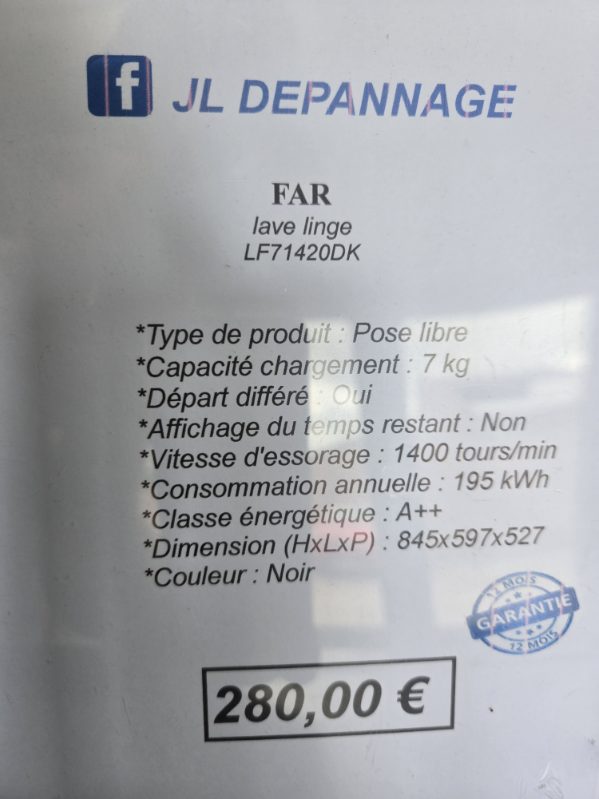 f JL DEPANNAGE
FAR
lave linge
LF71420DK
*Type de produit : Pose libre
*Capacité chargement : 7 kg
*Départ différé : Oui
*Affichage du temps restant : Non
*Vitesse d'essorage : 1400 tours/min
*Consommation annuelle : 195 kWh
*Classe énergétique : A++
*Dimension (HxLxP) : 845x597x527
*Couleur : Noir
12 MOIS
GARANTIE
12 MOIS
280,00 €